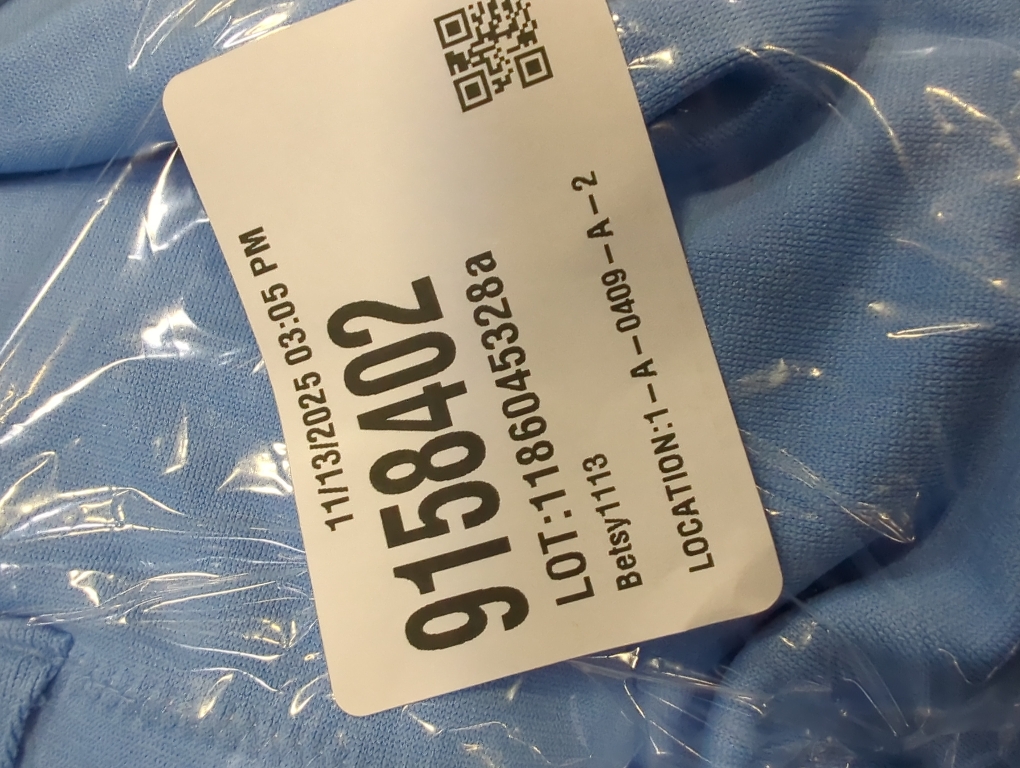 11/13/2025 03:05 PM
9158402
LOT:1186045328a
Betsy1113
LOCATION:1-A-0409-A-2